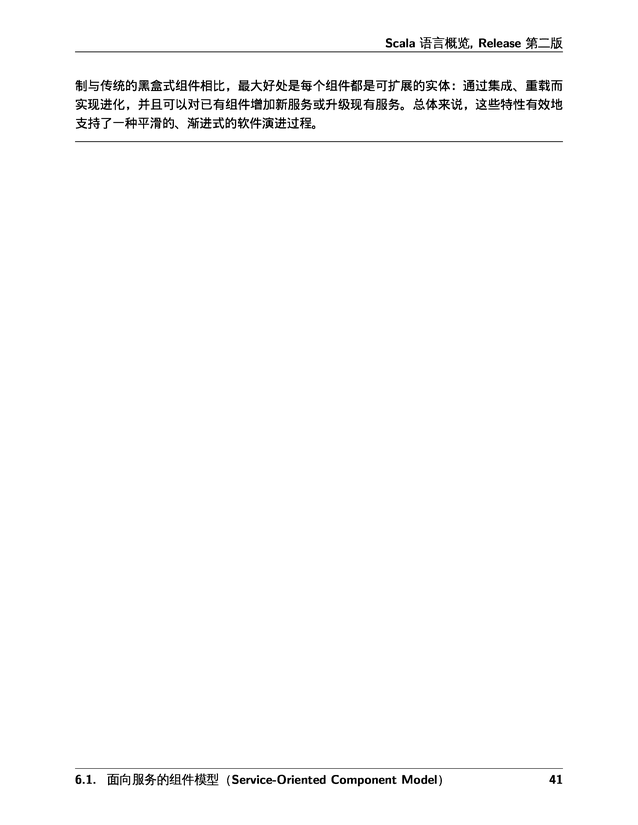 Scala 语言概览, Release 第二版
制与传统的黑盒式组件相比，最大好处是每个组件都是可扩展的实体：通过集成、重载而
实现进化，并且可以对已有组件增加新服务或升级现有服务。总体来说，这些特性有效地
支持了一种平滑的、渐进式的软件演进过程。
6.1. 面向服务的组件模型（Service-Oriented Component Model） 41